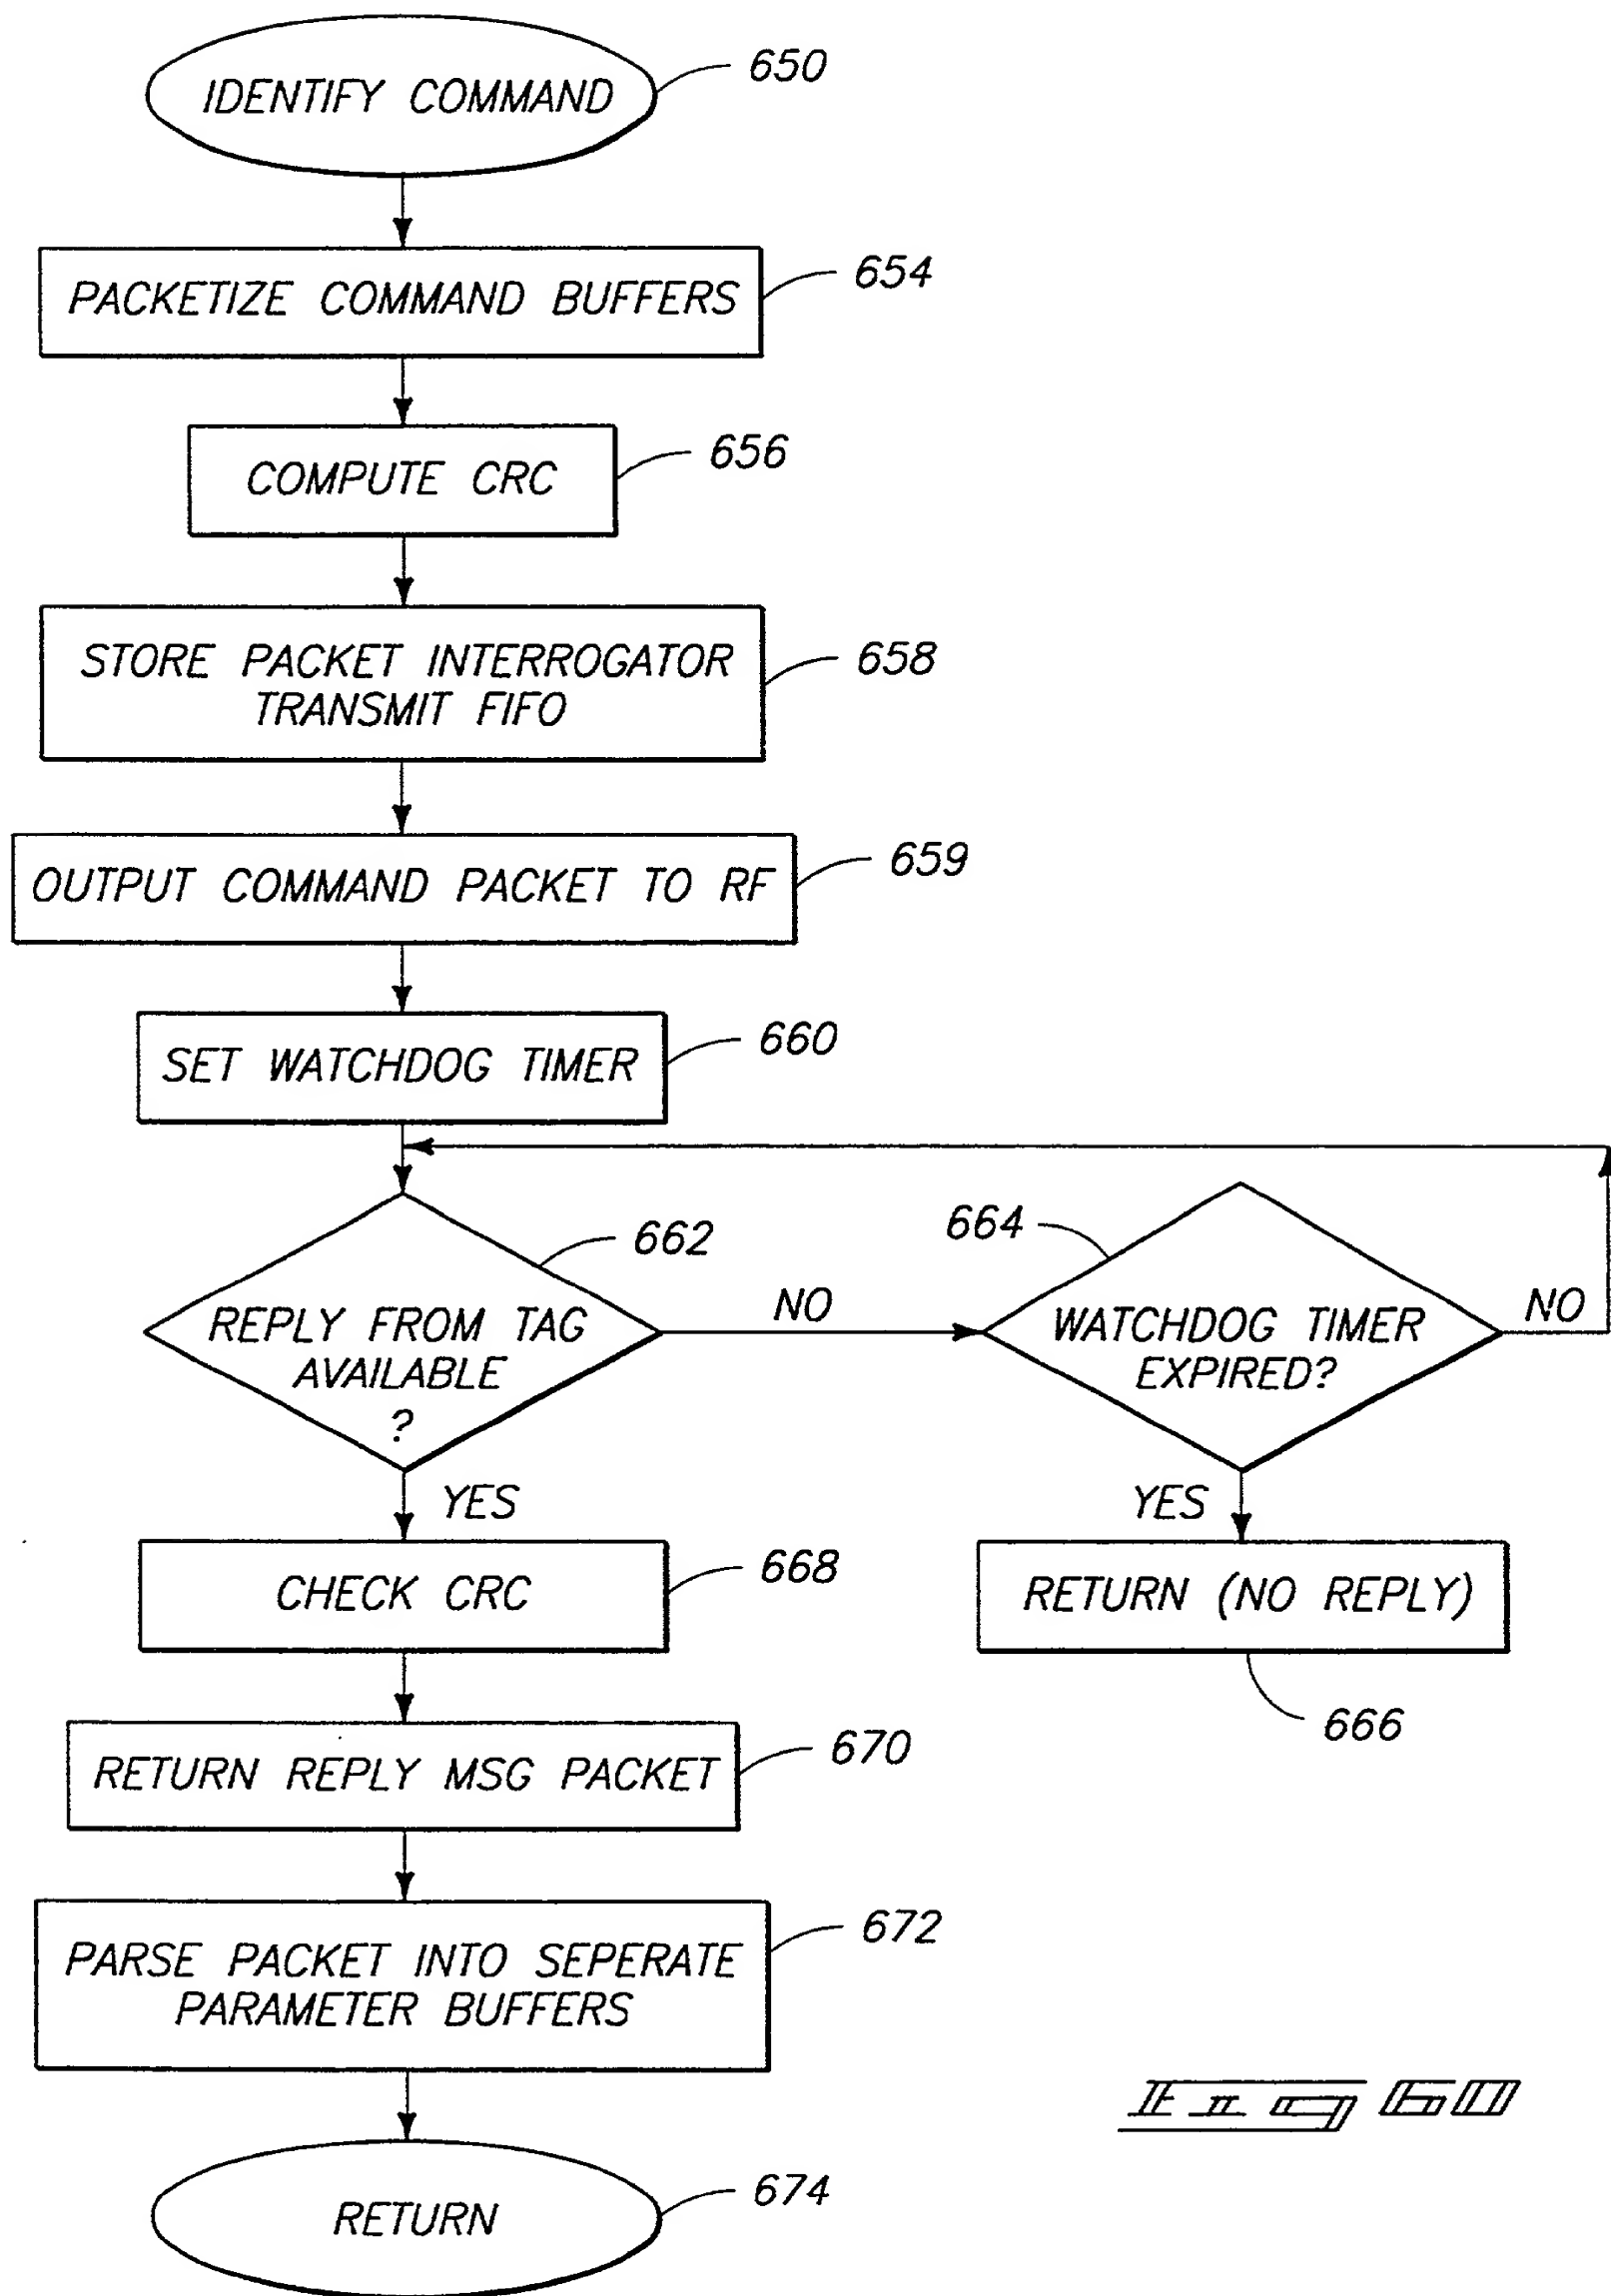 IDENTIFY COMMAND
650
PACKETIZE COMMAND BUFFERS
654
COMPUTE CRC
656
STORE PACKET INTERROGATOR
TRANSMIT FIFO
658
OUTPUT COMMAND PACKET TO RF
659
SET WATCHDOG TIMER
660
REPLY FROM TAG
AVAILABLE
?
662
NO
WATCHDOG TIMER
EXPIRED?
664
NO
YES
YES
CHECK CRC
668
RETURN (NO REPLY)
666
RETURN REPLY MSG PACKET
670
PARSE PACKET INTO SEPERATE
PARAMETER BUFFERS
672
RETURN
674
Fig 60